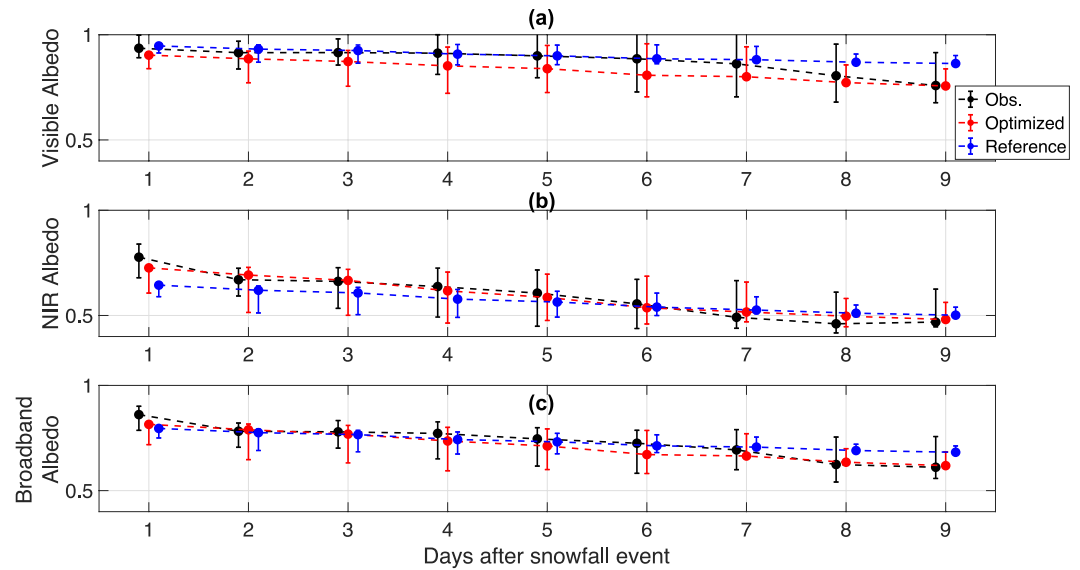 (a)
Visible Albedo
1
0.5
1 2 3 4 5 6 7 8 9
Obs.
Optimized
Reference
(b)
NIR Albedo
1
0.5
1 2 3 4 5 6 7 8 9
(c)
Broadband
Albedo
1
0.5
1 2 3 4 5 6 7 8 9
Days after snowfall event